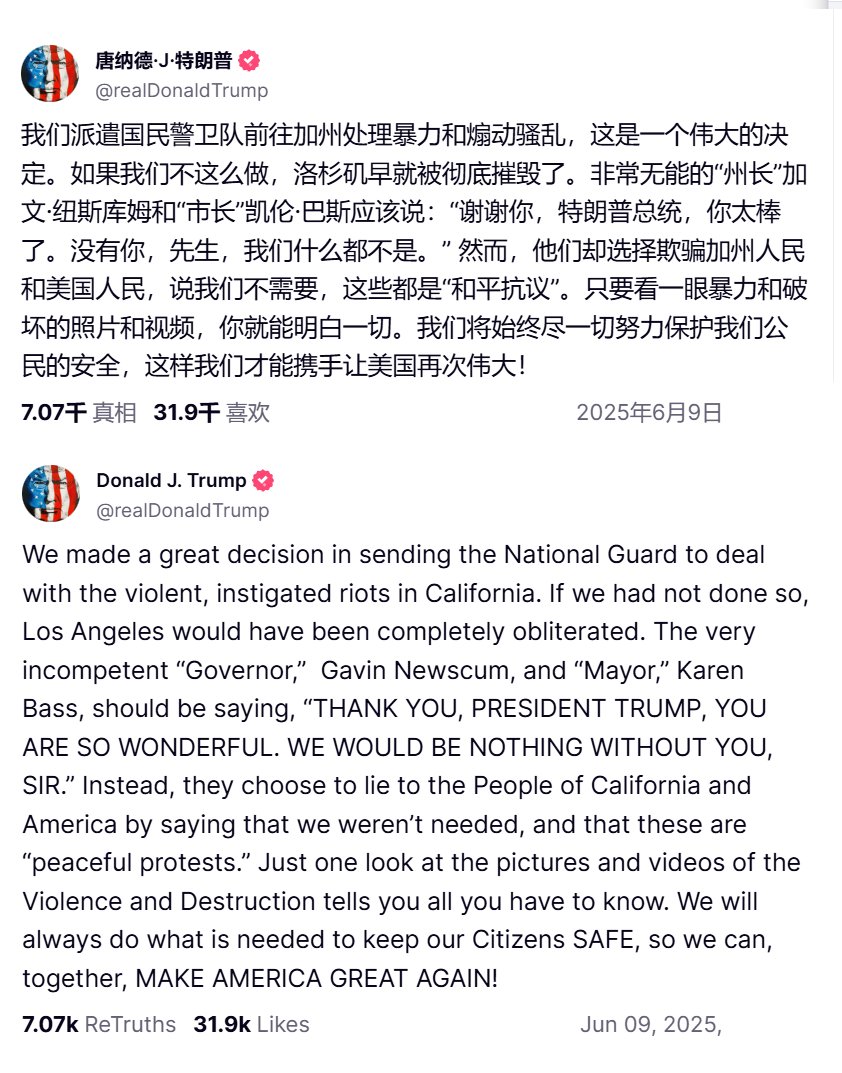 唐纳德·J·特朗普
@realDonaldTrump
我们派遣国民警卫队前往加州处理暴力和煽动骚乱，这是一个伟大的决
定。如果我们不这么做，洛杉矶早就被彻底摧毁了。非常无能的“州长”加
文·纽斯库姆和“市长”凯伦·巴斯应该说：“谢谢你，特朗普总统，你太棒
了。没有你，先生，我们什么都不是。” 然而，他们却选择欺骗加州人民
和美国人民，说我们不需要，这些都是“和平抗议”。只要看一眼暴力和破
坏的照片和视频，你就能明白一切。我们将始终尽一切努力保护我们公
民的安全，这样我们才能携手让美国再次伟大！
7.07千 真相 31.9千 喜欢 2025年6月9日
Donald J. Trump
@realDonaldTrump
We made a great decision in sending the National Guard to deal
with the violent, instigated riots in California. If we had not done so,
Los Angeles would have been completely obliterated. The very
incompetent “Governor,”  Gavin Newscum, and “Mayor,” Karen
Bass, should be saying, “THANK YOU, PRESIDENT TRUMP, YOU
ARE SO WONDERFUL. WE WOULD BE NOTHING WITHOUT YOU,
SIR.” Instead, they choose to lie to the People of California and
America by saying that we weren’t needed, and that these are
“peaceful protests.” Just one look at the pictures and videos of the
Violence and Destruction tells you all you have to know. We will
always do what is needed to keep our Citizens SAFE, so we can,
together, MAKE AMERICA GREAT AGAIN!
7.07k ReTruths 31.9k Likes Jun 09, 2025,